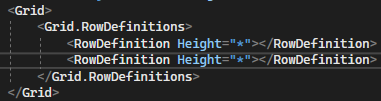 <Grid>
<Grid.RowDefinitions>
<RowDefinition Height="*"></RowDefinition>
<RowDefinition Height="*"></RowDefinition>
</Grid.RowDefinitions>
</Grid>